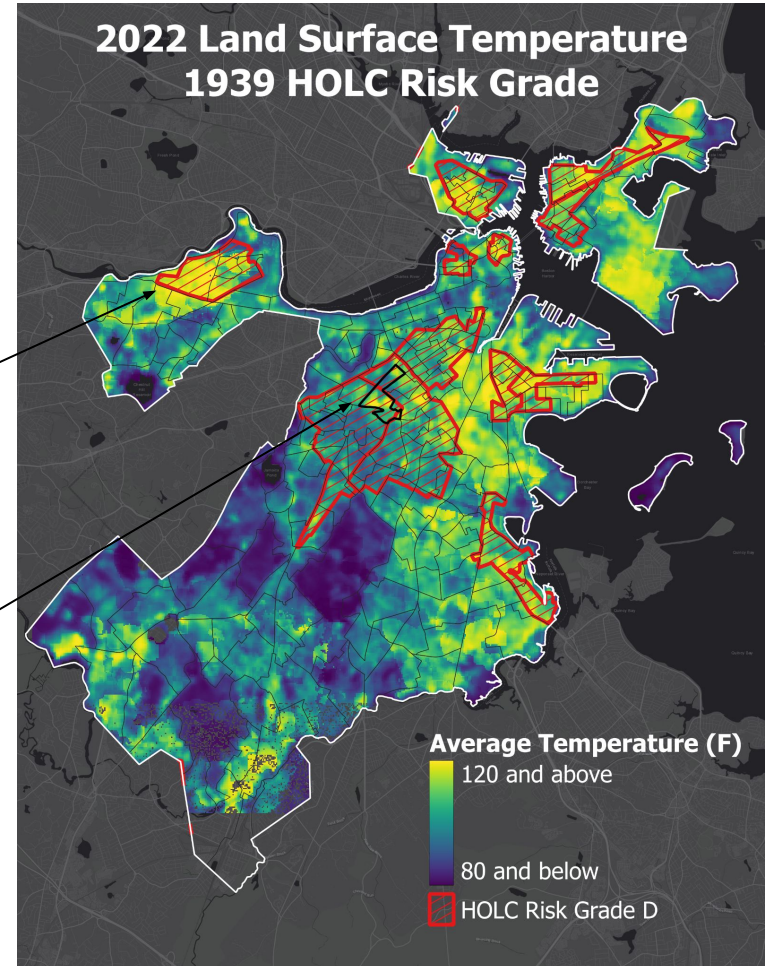 2022 Land Surface Temperature
1939 HOLC Risk Grade
Average Temperature (F)
120 and above
80 and below
HOLC Risk Grade D